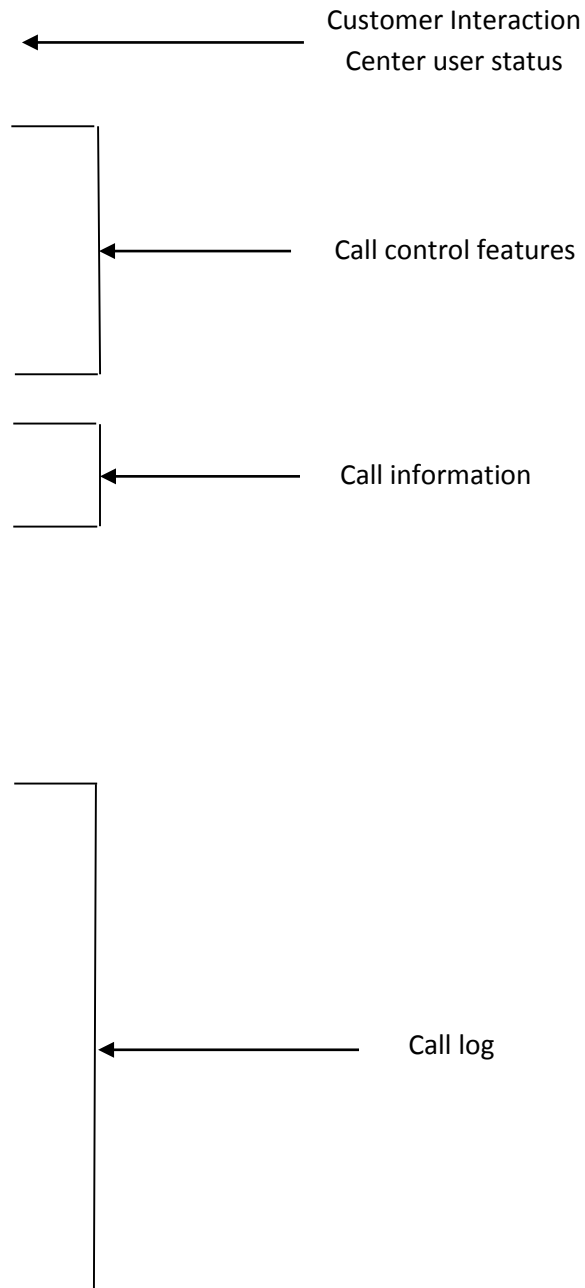 Customer Interaction
Center user status
Call control features
Call information
Call log